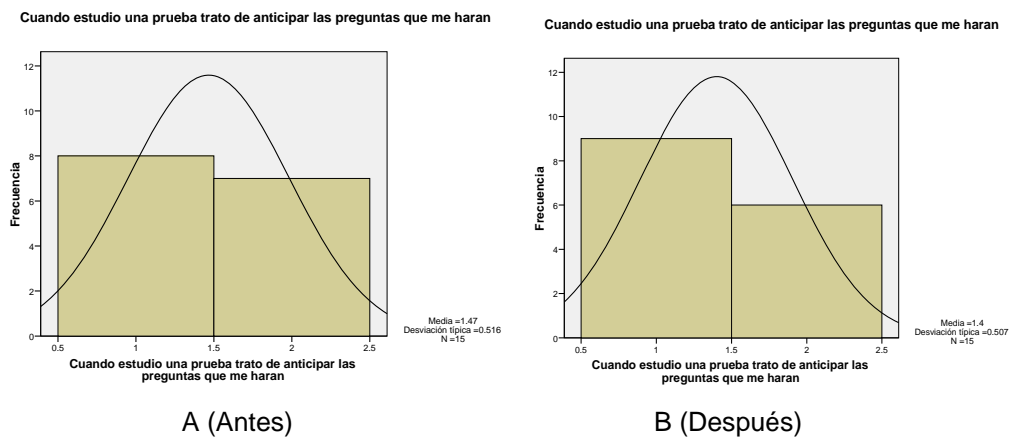 Cuando estudio una prueba trato de anticipar las preguntas que me haran
12
10
8
6
4
2
0
Frecuencia
0.5
1
1.5
2
2.5
Cuando estudio una prueba trato de anticipar las
preguntas que me haran
Media =1.47
Desviación típica =0.516
N =15
A (Antes)
Cuando estudio una prueba trato de anticipar las preguntas que me haran
12
10
8
6
4
2
0
Frecuencia
0.5
1
1.5
2
2.5
Cuando estudio una prueba trato de anticipar las
preguntas que me haran
Media =1.4
Desviación típica =0.507
N =15
B (Después)